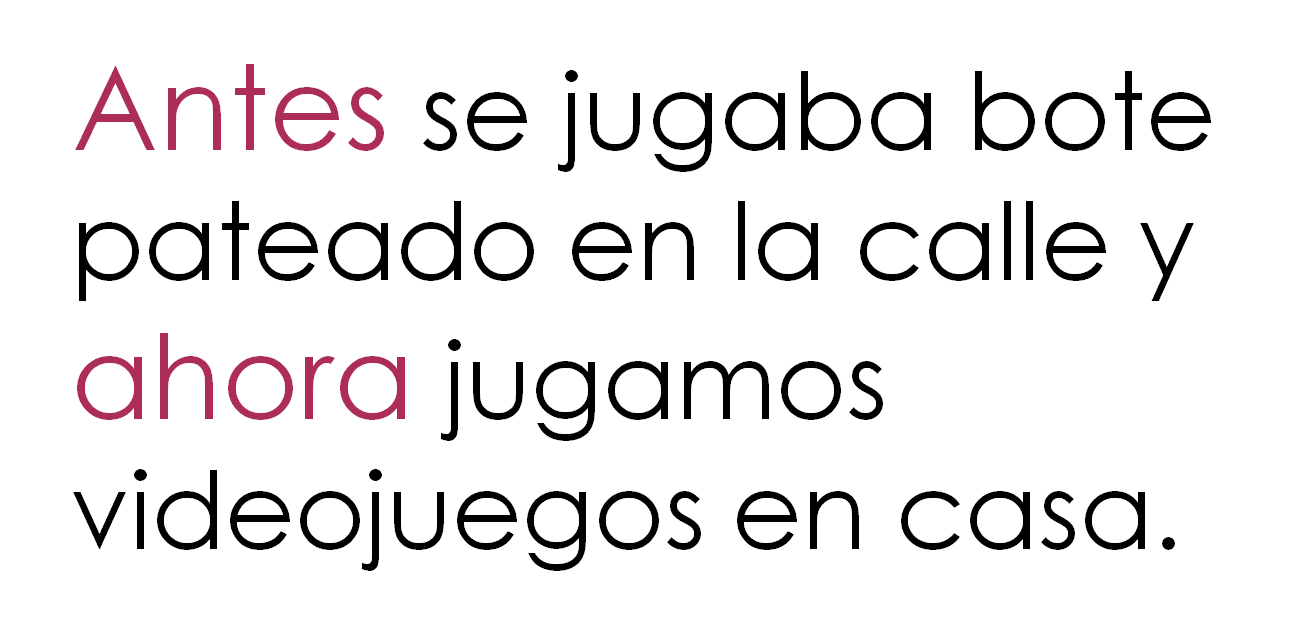 Antes se jugaba bote
pateado en la calle y
ahora jugamos
videojuegos en casa.